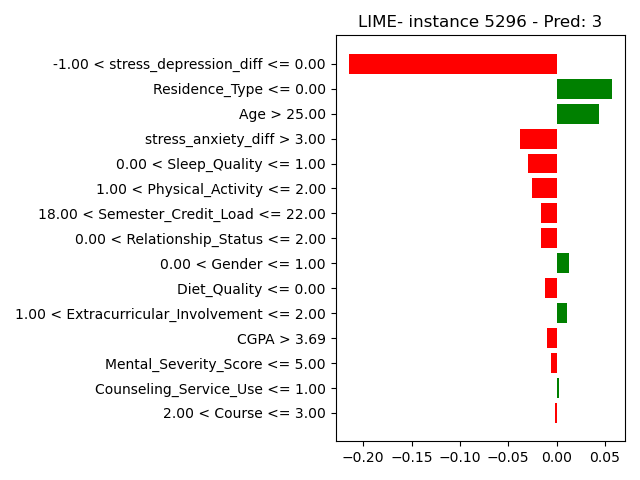 LIME- instance 5296 - Pred: 3
-1.00 < stress_depression_diff <= 0.00
Residence_Type <= 0.00
Age > 25.00
stress_anxiety_diff > 3.00
0.00 < Sleep_Quality <= 1.00
1.00 < Physical_Activity <= 2.00
18.00 < Semester_Credit_Load <= 22.00
0.00 < Relationship_Status <= 2.00
0.00 < Gender <= 1.00
Diet_Quality <= 0.00
1.00 < Extracurricular_Involvement <= 2.00
CGPA > 3.69
Mental_Severity_Score <= 5.00
Counseling_Service_Use <= 1.00
2.00 < Course <= 3.00
−0.20 −0.15 −0.10 −0.05 0.00 0.05